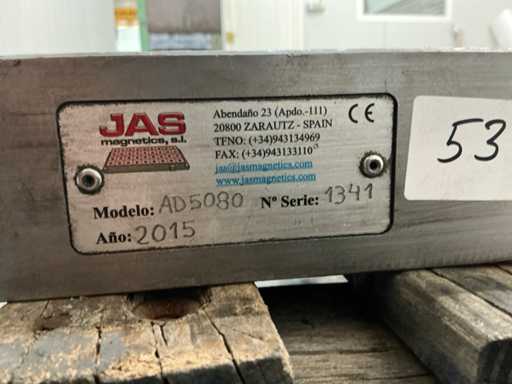 JAS
magnetics, s.l.
Abendaño 23 (Apdo.-111)
20800 ZARAUTZ - SPAIN
TFNO: (+34)943134969
FAX: (+34)943133110
jas@jasmagnetics.com
www.jasmagnetics.com
CE
Modelo: AD5080 Nº Serie: 1341
Año: 2015
53